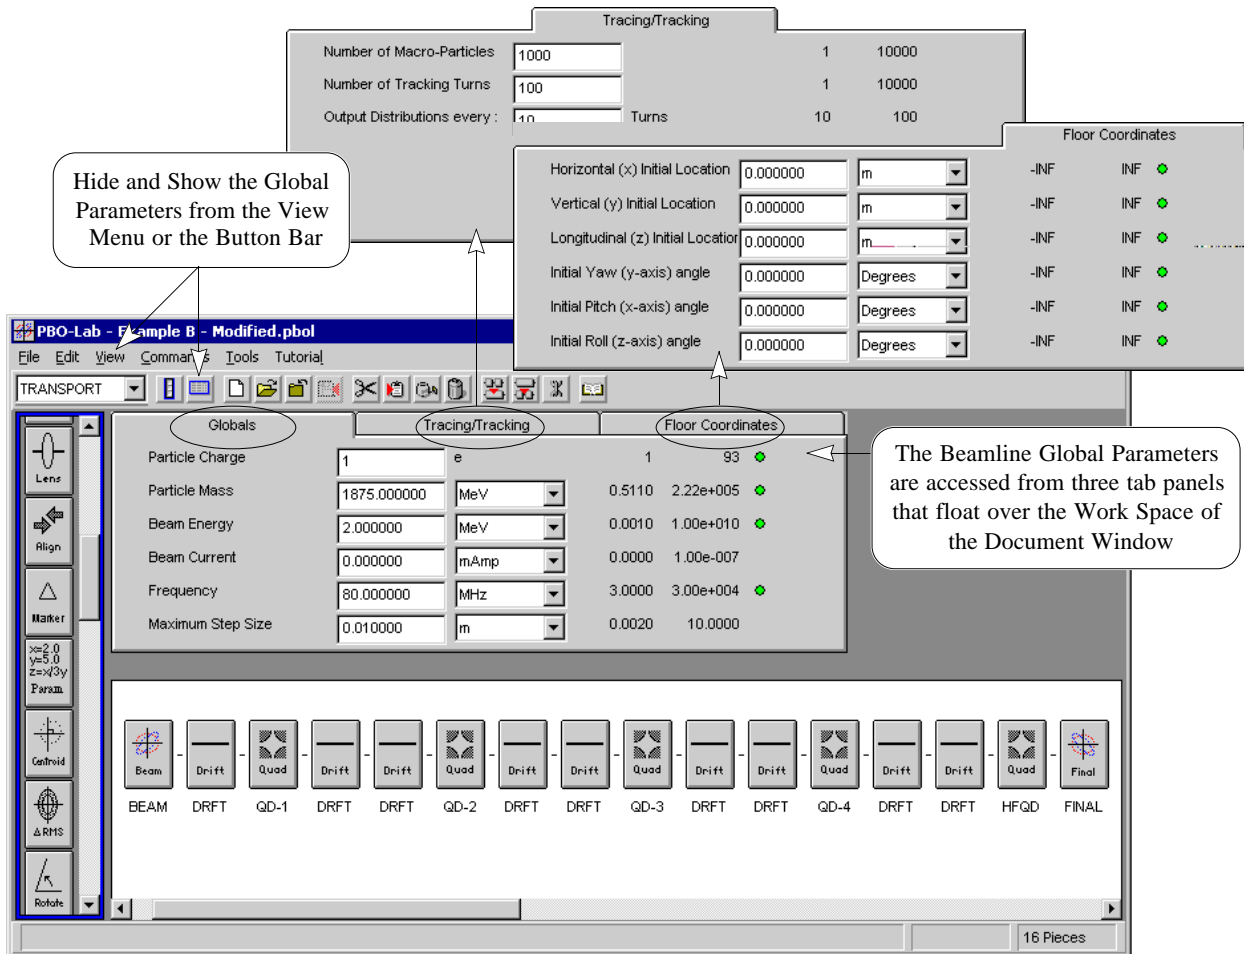 Tracing/Tracking
Number of Macro-Particles 1000 1 10000
Number of Tracking Turns 100 1 10000
Output Distributions every : 10 Turns 10 100
Floor Coordinates
Horizontal (x) Initial Location 0.000000 m -INF INF
Vertical (y) Initial Location 0.000000 m -INF INF
Longitudinal (z) Initial Location 0.000000 m -INF INF
Initial Yaw (y-axis) angle 0.000000 Degrees -INF INF
Initial Pitch (x-axis) angle 0.000000 Degrees -INF INF
Initial Roll (z-axis) angle 0.000000 Degrees -INF INF
Hide and Show the Global
Parameters from the View
Menu or the Button Bar
PBO-Lab - Example B - Modified.pbol
File Edit View Commands Tools Tutorial
TRANSPORT
Globals Tracing/Tracking Floor Coordinates
Particle Charge 1 e 1 93
Particle Mass 1875.000000 MeV 0.5110 2.22e+005
Beam Energy 2.000000 MeV 0.0010 1.00e+010
Beam Current 0.000000 mAmp 0.0000 1.00e-007
Frequency 80.000000 MHz 3.0000 3.00e+004
Maximum Step Size 0.010000 m 0.0020 10.0000
The Beamline Global Parameters
are accessed from three tab panels
that float over the Work Space of
the Document Window
Lens
Align
Marker
x=2.0
y=5.0
z=x/3y
Param
Centroid
Δ RMS
Rotate
Beam Drift Quad Drift Drift Quad Drift Drift Quad Drift Drift Quad Drift Drift Quad Final
BEAM DRFT QD-1 DRFT DRFT QD-2 DRFT DRFT QD-3 DRFT DRFT QD-4 DRFT DRFT HFQD FINAL
16 Pieces